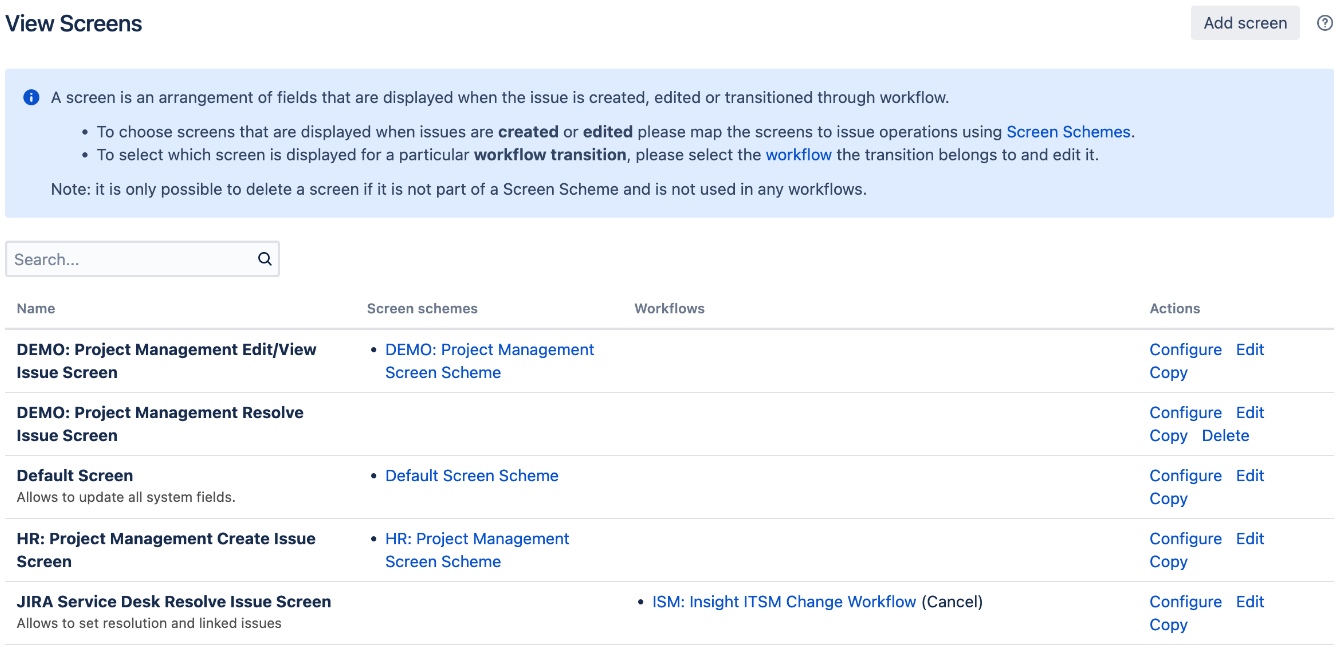 View Screens
Add screen
A screen is an arrangement of fields that are displayed when the issue is created, edited or transitioned through workflow.
• To choose screens that are displayed when issues are created or edited please map the screens to issue operations using Screen Schemes.
• To select which screen is displayed for a particular workflow transition, please select the workflow the transition belongs to and edit it.
Note: it is only possible to delete a screen if it is not part of a Screen Scheme and is not used in any workflows.
Search...
Name Screen schemes Workflows Actions
DEMO: Project Management Edit/View • DEMO: Project Management Configure Edit
Issue Screen Screen Scheme Copy
DEMO: Project Management Resolve Configure Edit
Issue Screen Copy Delete
Default Screen • Default Screen Scheme Configure Edit
Allows to update all system fields. Copy
HR: Project Management Create Issue • HR: Project Management Configure Edit
Screen Screen Scheme Copy
JIRA Service Desk Resolve Issue Screen • ISM: Insight ITSM Change Workflow (Cancel) Configure Edit
Allows to set resolution and linked issues Copy